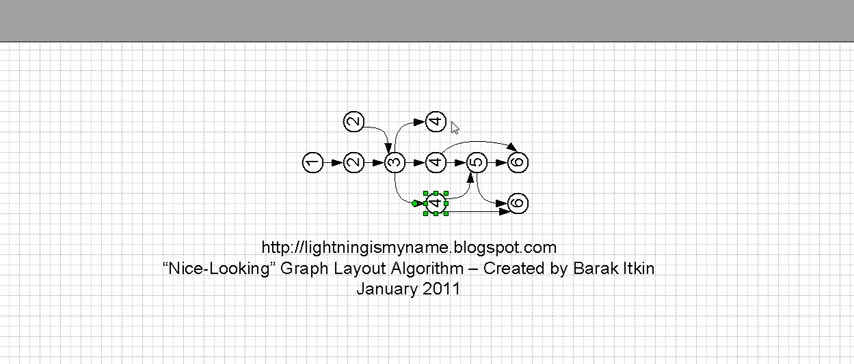 2 4
1 2 3 4 5 6
4 6
http://lightningismyname.blogspot.com
“Nice-Looking” Graph Layout Algorithm – Created by Barak Itkin
January 2011